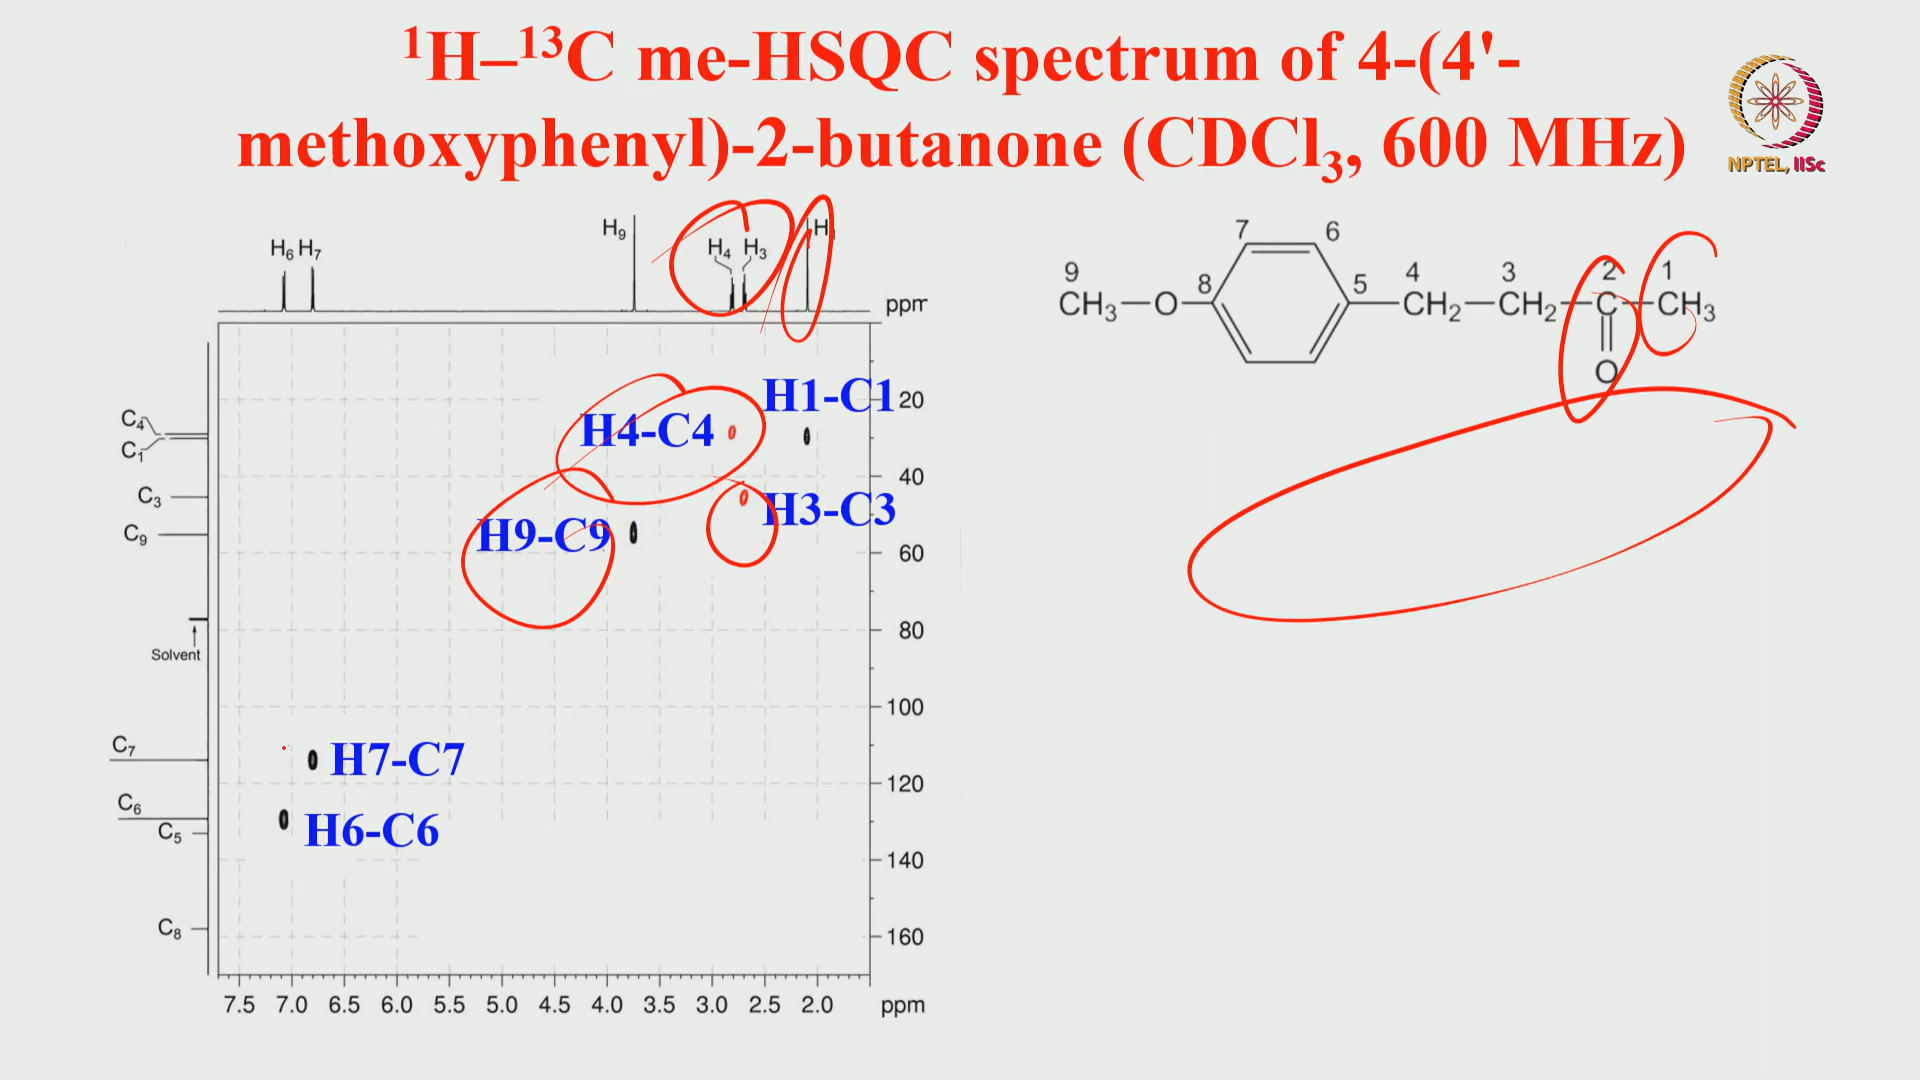 ¹H–¹³C me-HSQC spectrum of 4-(4'-
methoxyphenyl)-2-butanone (CDCl₃, 600 MHz)
NPTEL, IISc
H₆ H₇
H₉
H₄ H₃
H₁
ppm
C₄
C₁
C₃
C₉
Solvent
C₇
C₆
C₅
C₈
H1-C1
H4-C4
H3-C3
H9-C9
H7-C7
H6-C6
20
40
60
80
100
120
140
160
7.5 7.0 6.5 6.0 5.5 5.0 4.5 4.0 3.5 3.0 2.5 2.0 ppm
7 6
9 8 5 4 3 2 1
CH₃—O CH₂—CH₂—C—CH₃
O